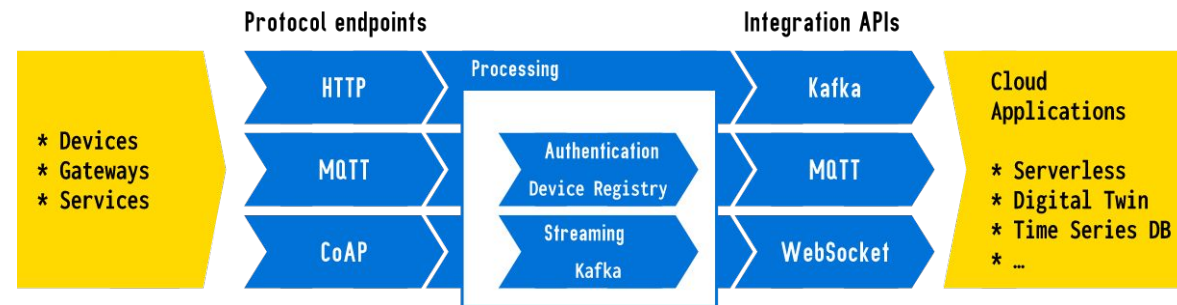 Protocol endpoints
Integration APIs
* Devices
* Gateways
* Services
HTTP
MQTT
CoAP
Processing
Authentication
Device Registry
Streaming
Kafka
Kafka
MQTT
WebSocket
Cloud
Applications
* Serverless
* Digital Twin
* Time Series DB
* …